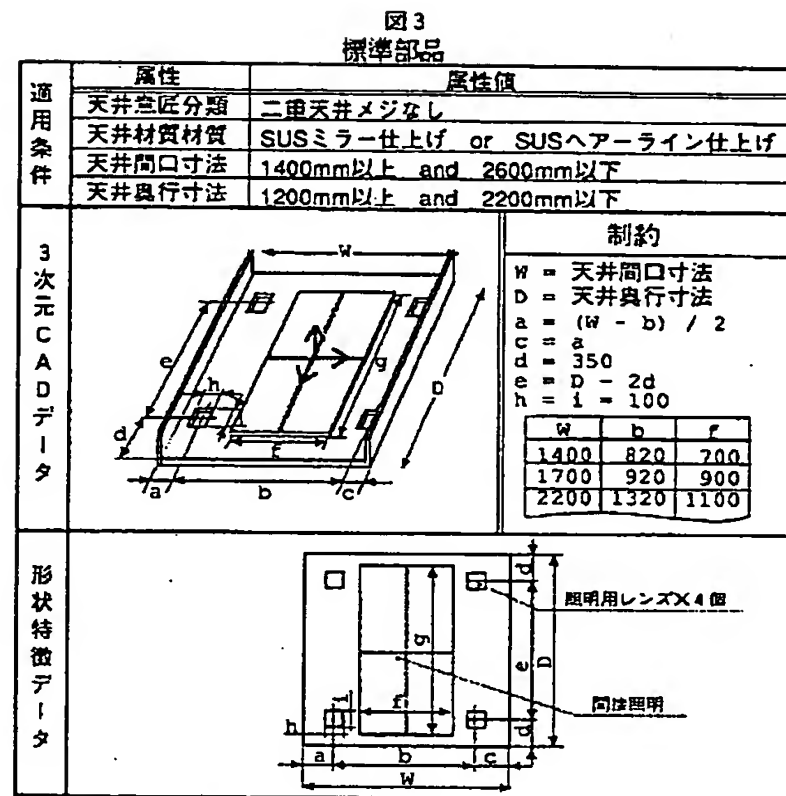 図3
標準部品
適用条件
属性 属性値
天井意匠分類 二重天井メジなし
天井材質材質 SUSミラー仕上げ or SUSヘアーライン仕上げ
天井間口寸法 1400mm以上 and 2600mm以下
天井奥行寸法 1200mm以上 and 2200mm以下
3次元CADデータ
W
e
g
D
h
d
f
a b c
制約
W = 天井間口寸法
D = 天井奥行寸法
a = (W - b) / 2
c = a
d = 350
e = D - 2d
h = i = 100
W b f
1400 820 700
1700 920 900
2200 1320 1100
形状特徴データ
d
照明用レンズ×4個
g
e
D
i
f
間接照明
h
d
a b c
W